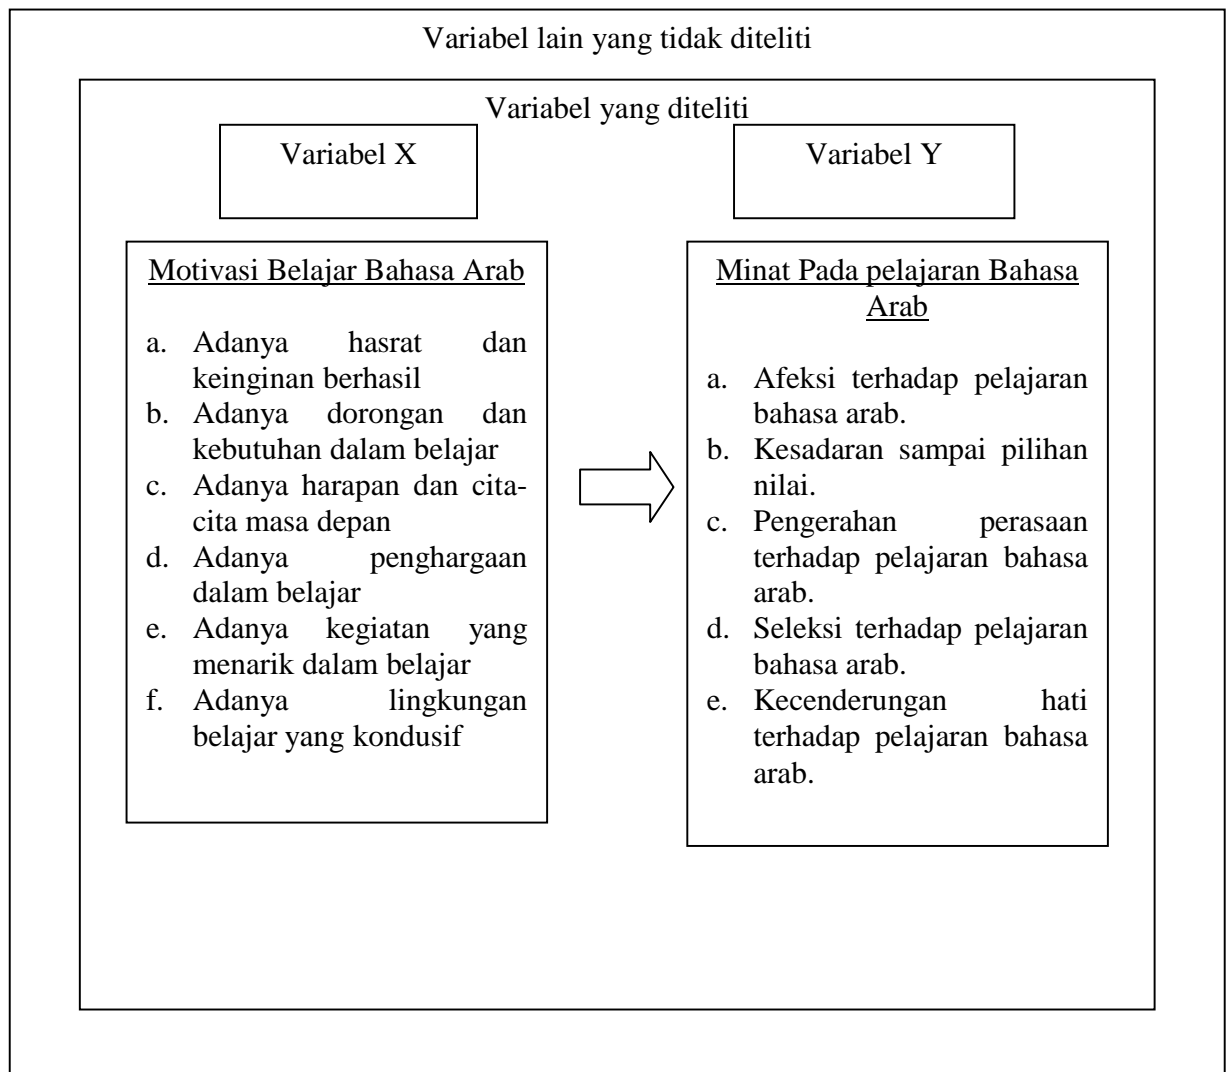 Variabel lain yang tidak diteliti
Variabel yang diteliti
Variabel X
Motivasi Belajar Bahasa Arab
a. Adanya hasrat dan
keinginan berhasil
b. Adanya dorongan dan
kebutuhan dalam belajar
c. Adanya harapan dan cita-
cita masa depan
d. Adanya penghargaan
dalam belajar
e. Adanya kegiatan yang
menarik dalam belajar
f. Adanya lingkungan
belajar yang kondusif
Variabel Y
Minat Pada pelajaran Bahasa
Arab
a. Afeksi terhadap pelajaran
bahasa arab.
b. Kesadaran sampai pilihan
nilai.
c. Pengerahan perasaan
terhadap pelajaran bahasa
arab.
d. Seleksi terhadap pelajaran
bahasa arab.
e. Kecenderungan hati
terhadap pelajaran bahasa
arab.